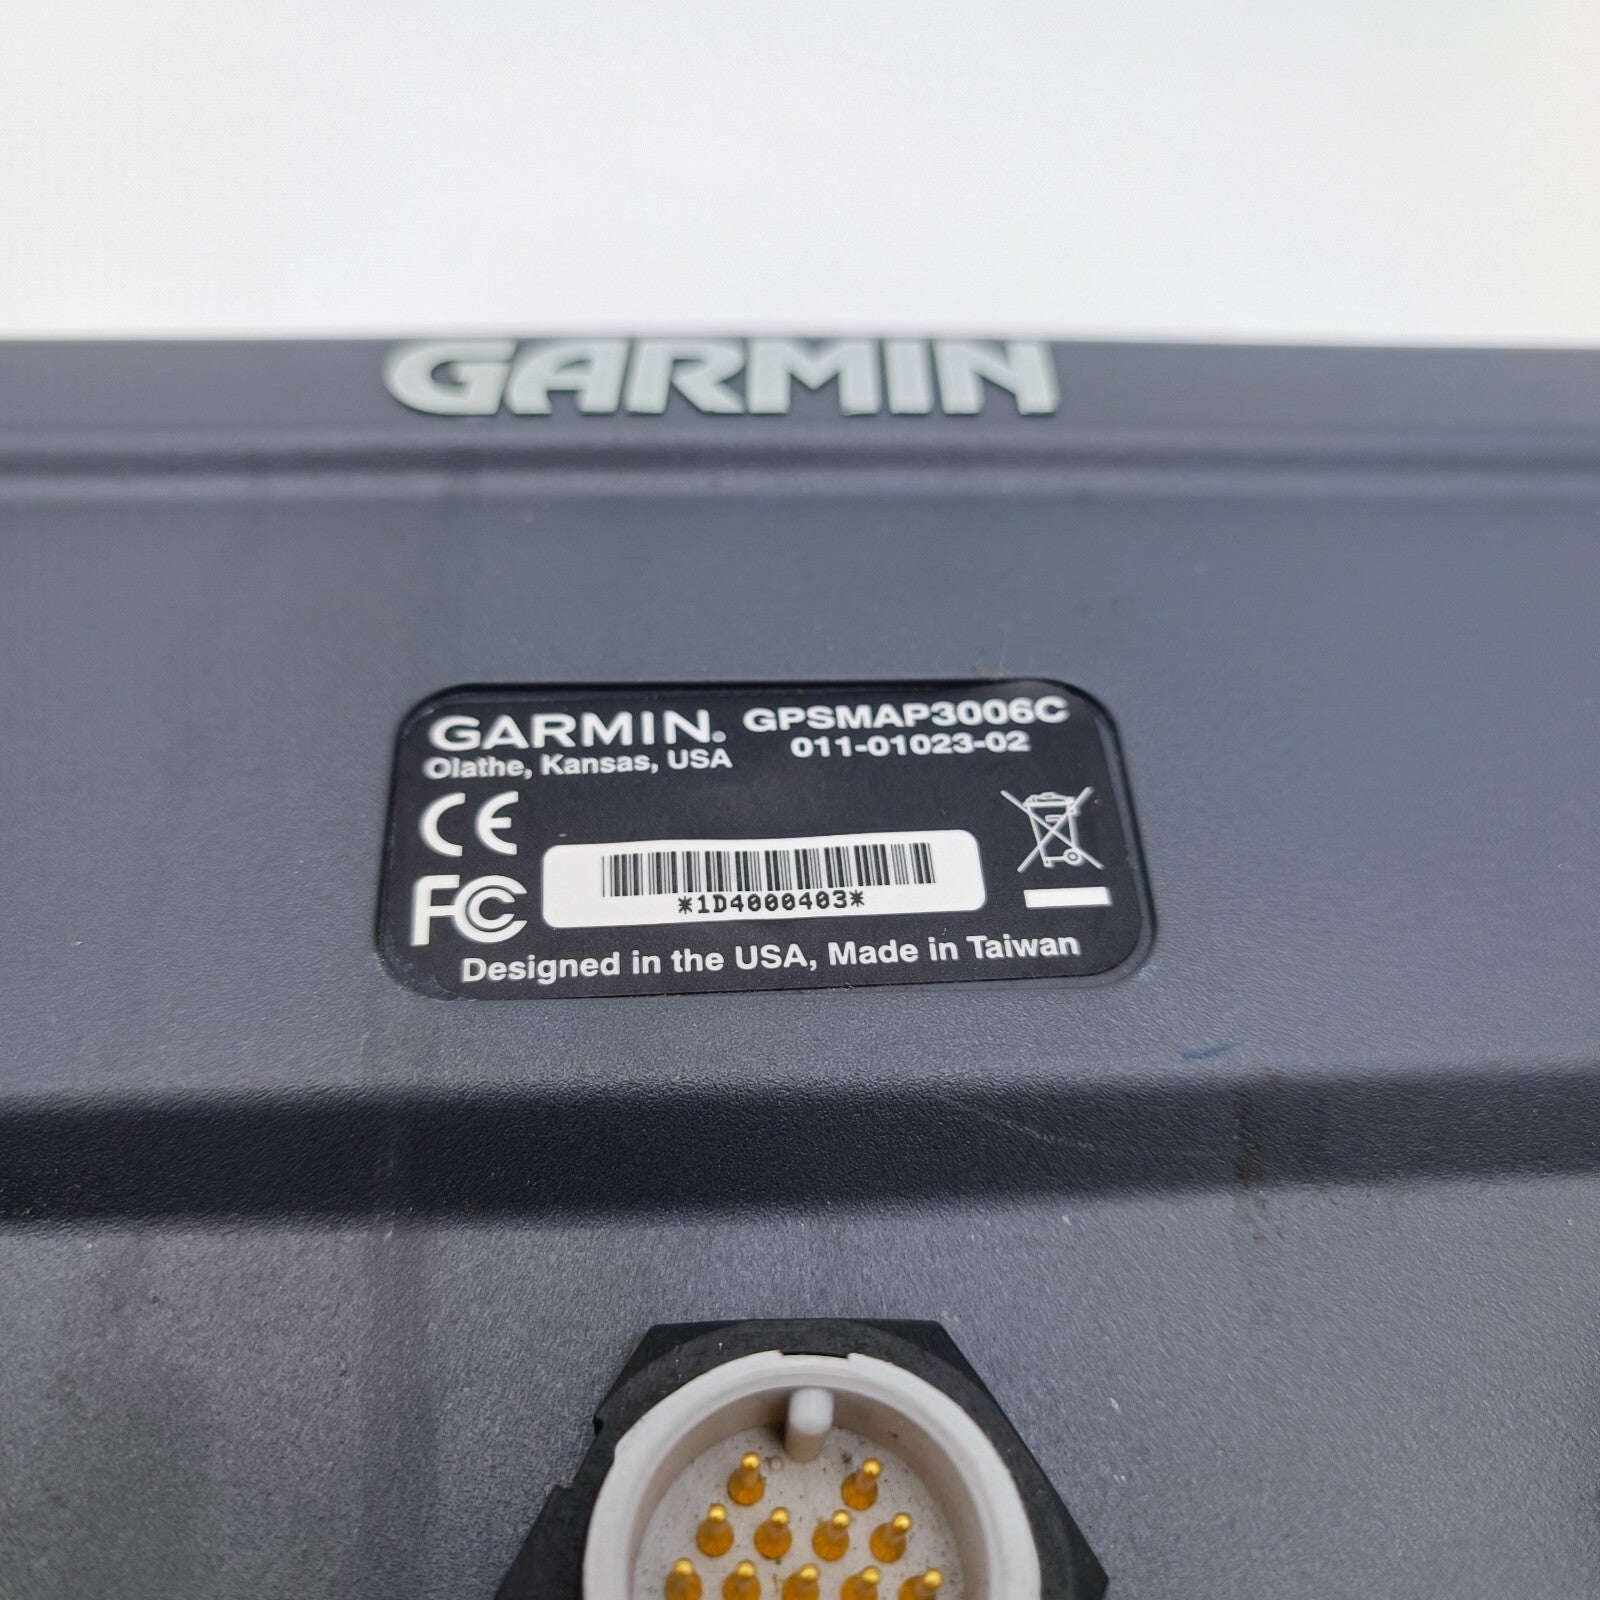 GARMIN
GARMIN® GPSMAP3006C
Olathe, Kansas, USA 011-01023-02
CE
FC
*1D4000403*
Designed in the USA, Made in Taiwan